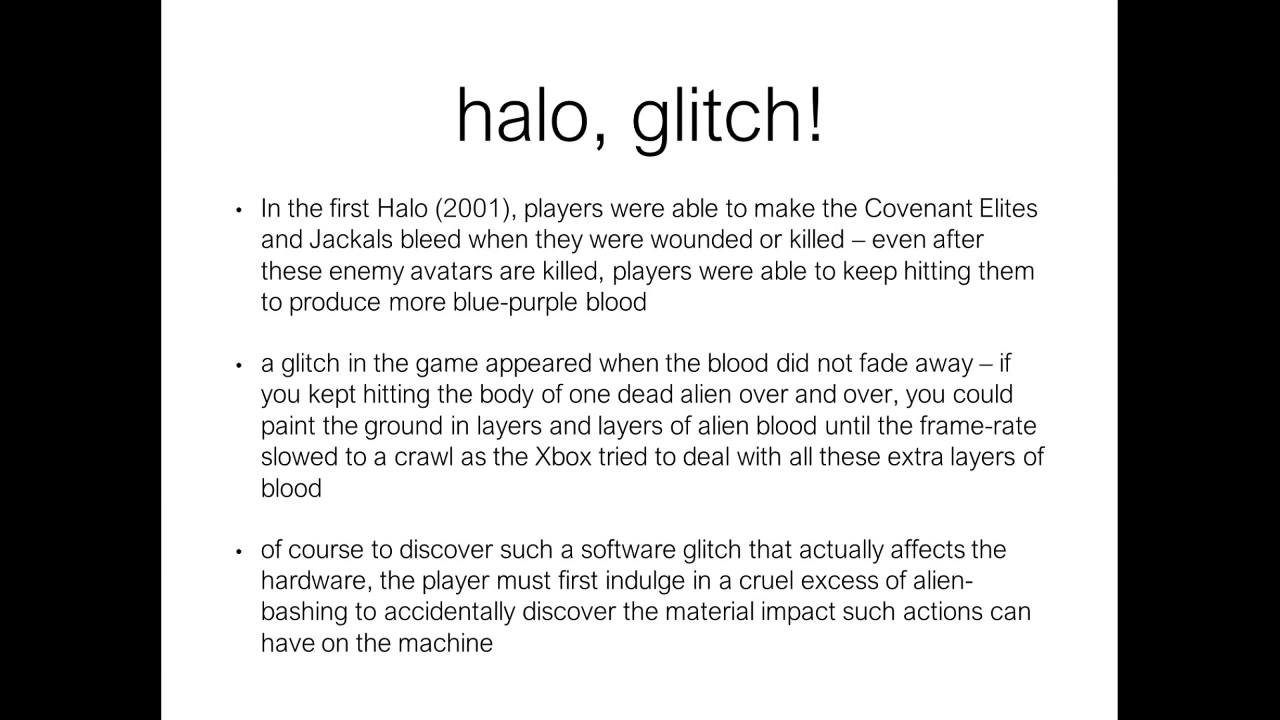 halo, glitch!
• In the first Halo (2001), players were able to make the Covenant Elites
and Jackals bleed when they were wounded or killed – even after
these enemy avatars are killed, players were able to keep hitting them
to produce more blue-purple blood
• a glitch in the game appeared when the blood did not fade away – if
you kept hitting the body of one dead alien over and over, you could
paint the ground in layers and layers of alien blood until the frame-rate
slowed to a crawl as the Xbox tried to deal with all these extra layers of
blood
• of course to discover such a software glitch that actually affects the
hardware, the player must first indulge in a cruel excess of alien-
bashing to accidentally discover the material impact such actions can
have on the machine